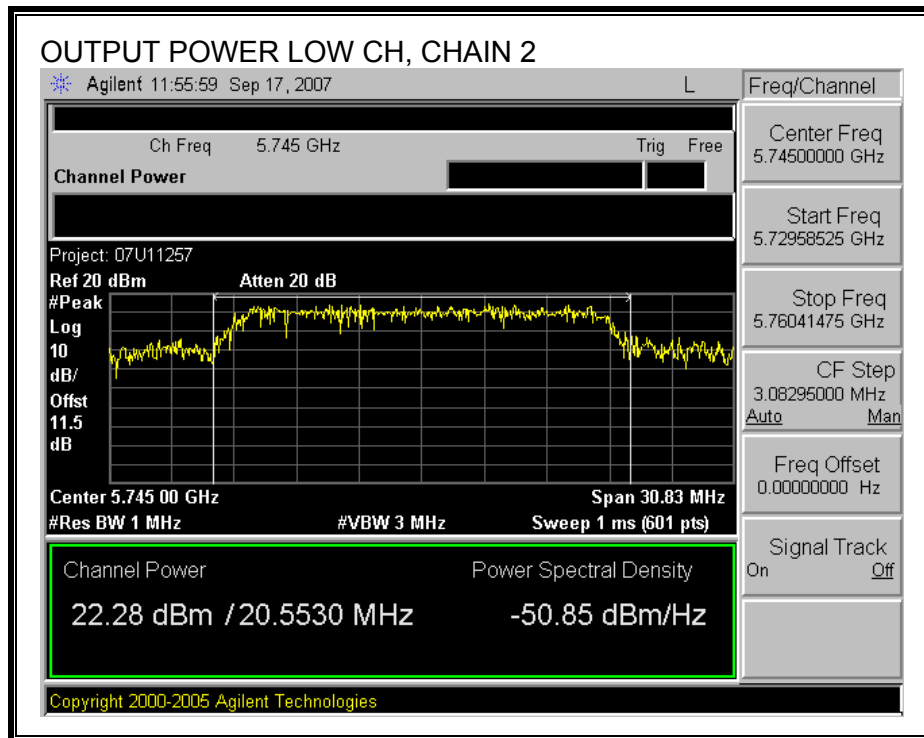 OUTPUT POWER LOW CH, CHAIN 2
Agilent 11:55:59 Sep 17, 2007 L
Freq/Channel
Ch Freq 5.745 GHz Trig Free
Channel Power
Center Freq
5.74500000 GHz
Start Freq
5.72958525 GHz
Stop Freq
5.76041475 GHz
CF Step
3.08295000 MHz
Auto Man
Freq Offset
0.00000000 Hz
Signal Track
On Off
Project: 07U11257
Ref 20 dBm Atten 20 dB
#Peak
Log
10
dB/
Offst
11.5
dB
Center 5.745 00 GHz Span 30.83 MHz
#Res BW 1 MHz #VBW 3 MHz Sweep 1 ms (601 pts)
Channel Power Power Spectral Density
22.28 dBm / 20.5530 MHz -50.85 dBm/Hz
Copyright 2000-2005 Agilent Technologies